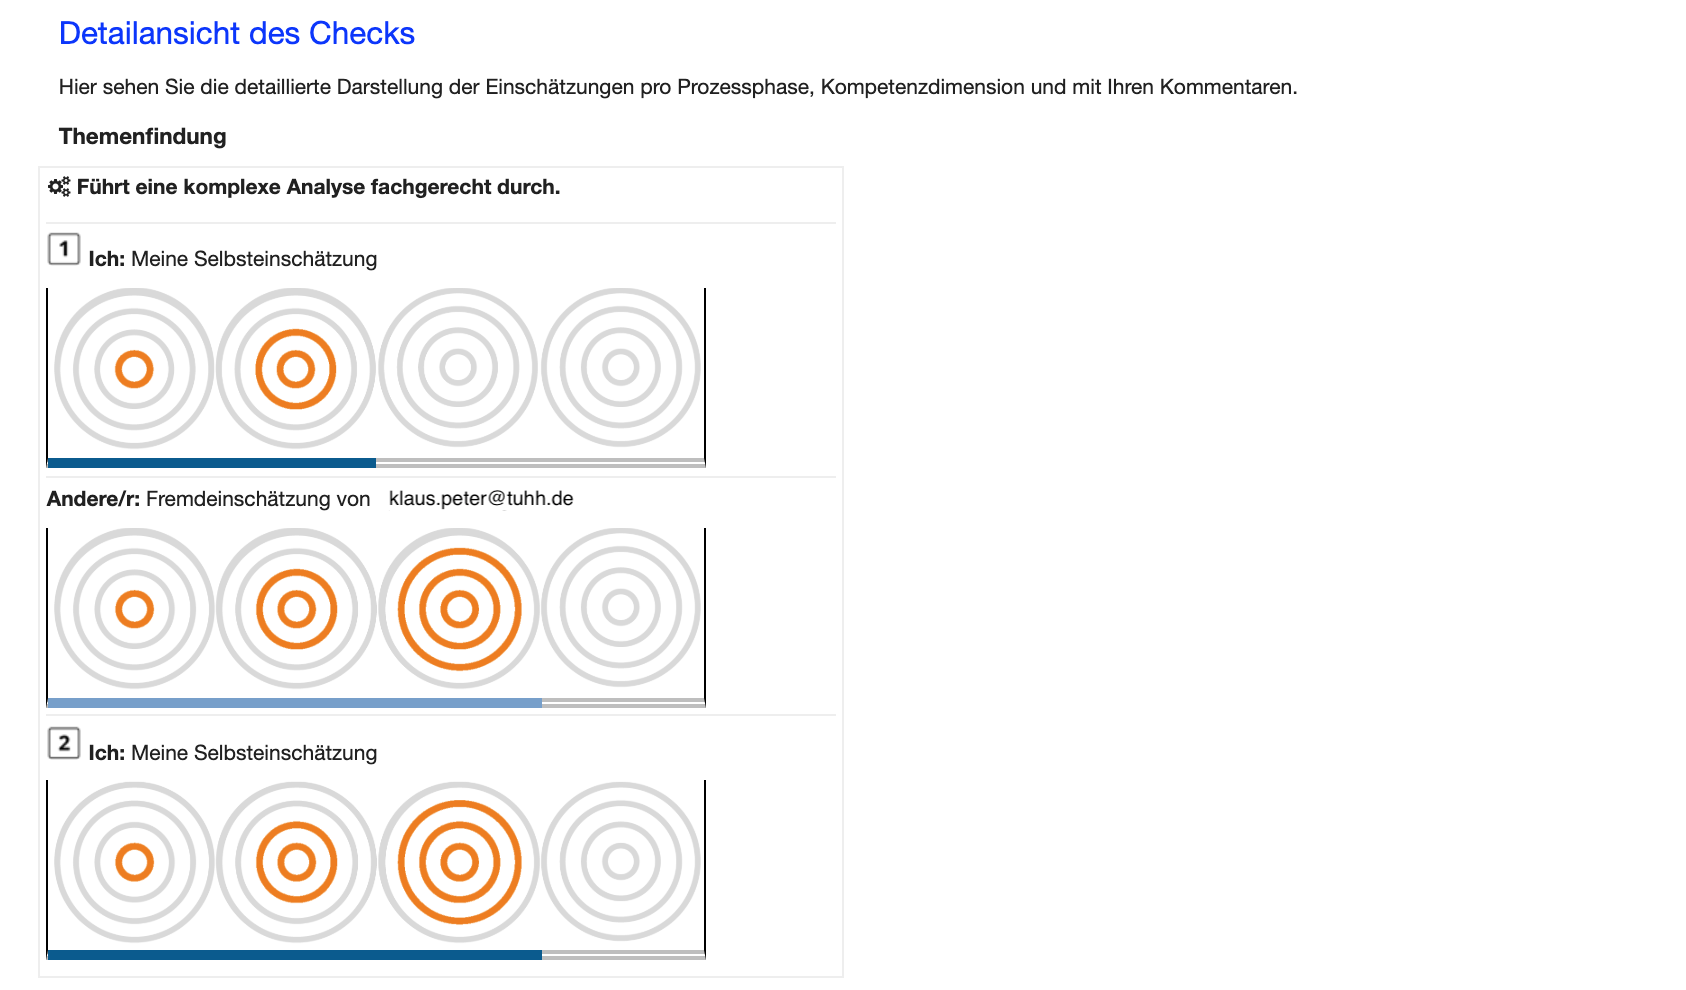 Detailansicht des Checks
Hier sehen Sie die detaillierte Darstellung der Einschätzungen pro Prozessphase, Kompetenzdimension und mit Ihren Kommentaren.
Themenfindung
Führt eine komplexe Analyse fachgerecht durch.
1 Ich: Meine Selbsteinschätzung
Andere/r: Fremdeinschätzung von klaus.peter@tuhh.de
2 Ich: Meine Selbsteinschätzung